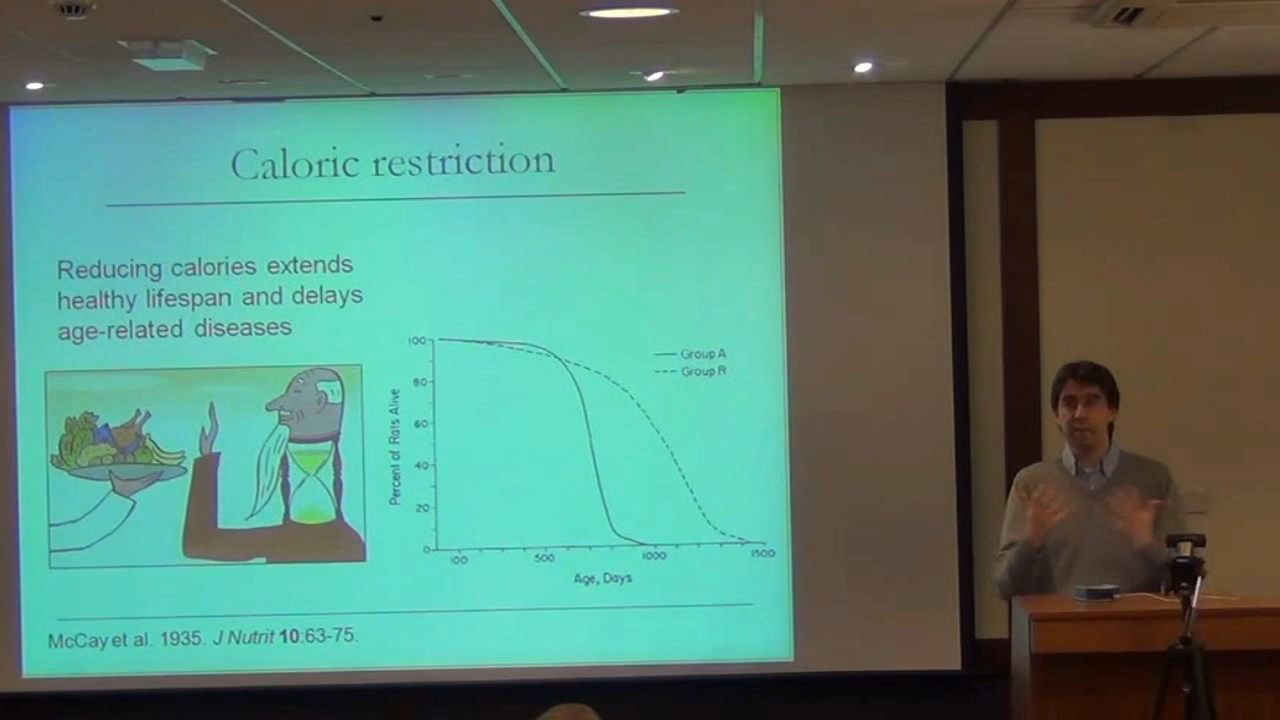 Caloric restriction
Reducing calories extends
healthy lifespan and delays
age-related diseases
100
80
60
40
20
0
Percent of Rats Alive
Group A
Group R
100
500
1000
1500
Age, Days
McCay et al. 1935. J Nutrit 10:63-75.